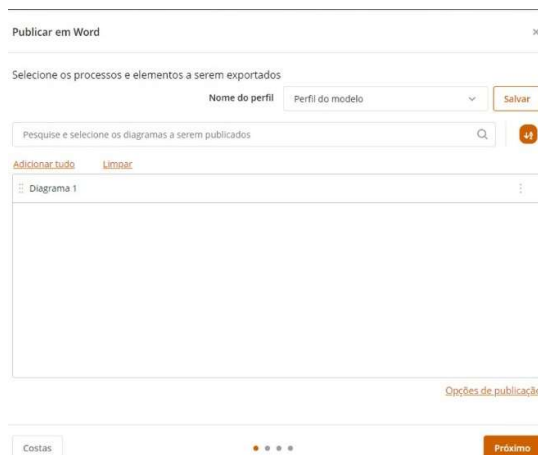 Publicar em Word
Selecione os processos e elementos a serem exportados
Nome do perfil Perfil do modelo Salvar
Pesquise e selecione os diagramas a serem publicados
Adicionar tudo Limpar
Diagrama 1
Opções de publicação
Costas Próximo